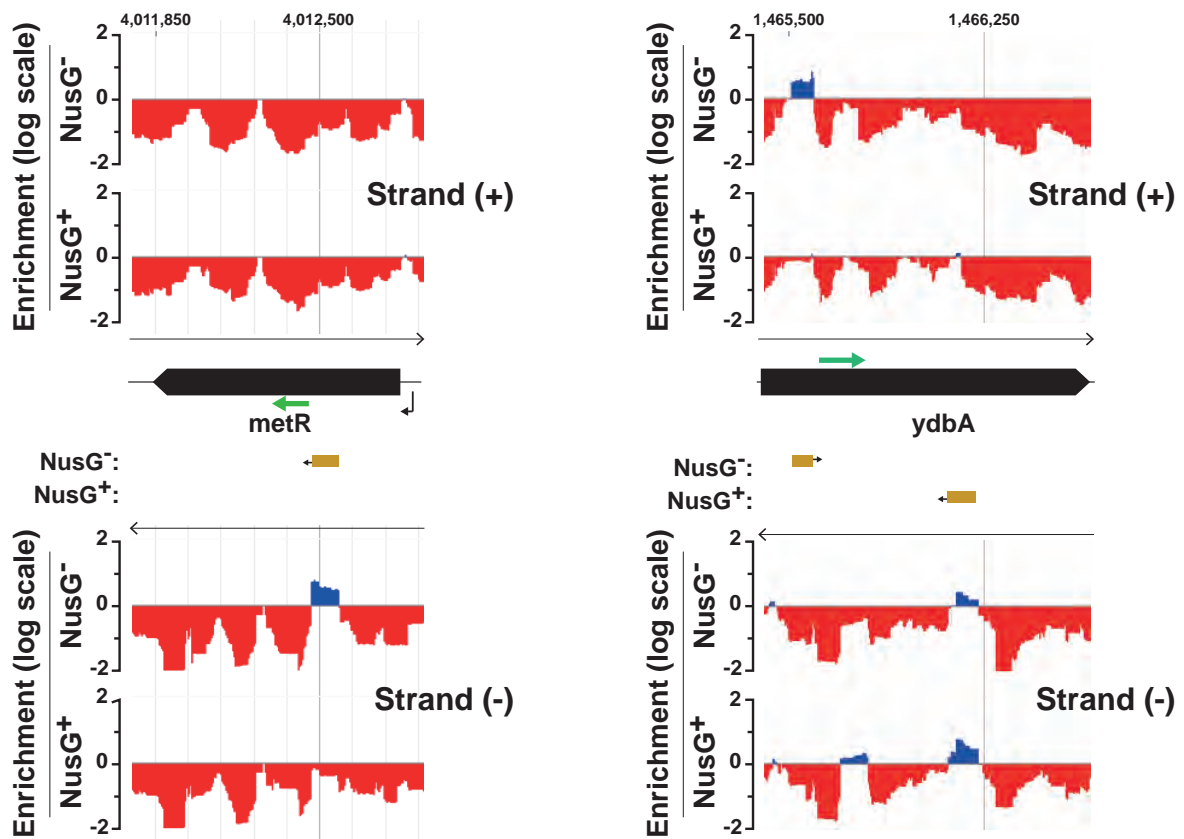 4,011,850 4,012,500
Enrichment (log scale)
NusG-
2
0
-2
NusG+
2
0
-2
Strand (+)
metR
NusG-:
NusG+:
Enrichment (log scale)
NusG-
2
0
-2
NusG+
2
0
-2
Strand (-)
1,465,500 1,466,250
Enrichment (log scale)
NusG-
2
0
-2
NusG+
2
0
-2
Strand (+)
ydbA
NusG-:
NusG+:
Enrichment (log scale)
NusG-
2
0
-2
NusG+
2
0
-2
Strand (-)